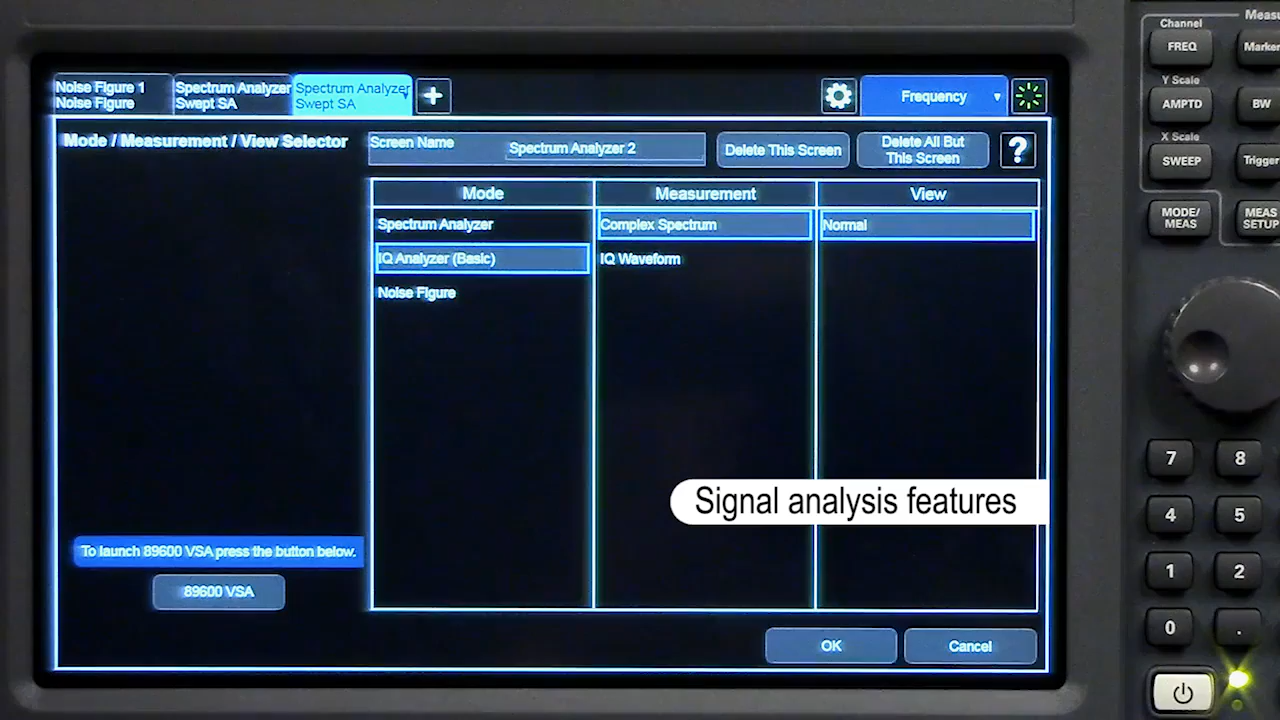 Noise Figure 1
Noise Figure
Spectrum Analyzer
Swept SA
Spectrum Analyzer
Swept SA
+
Frequency
Mode / Measurement / View Selector
Screen Name
Spectrum Analyzer 2
Delete This Screen
Delete All But
This Screen
?
Mode
Measurement
View
Spectrum Analyzer
Complex Spectrum
Normal
IQ Analyzer (Basic)
IQ Waveform
Noise Figure
Signal analysis features
To launch 89600 VSA press the button below.
89600 VSA
OK
Cancel
Channel
FREQ
Marker
Y Scale
AMPTD
BW
X Scale
SWEEP
Trigger
MODE/
MEAS
MEAS
SETUP
7
8
4
5
1
2
0
.